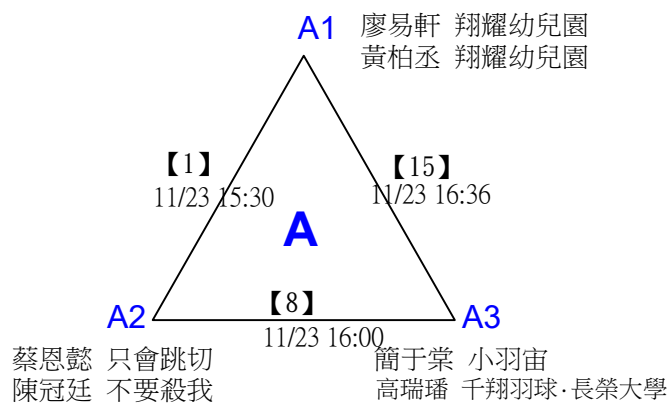 A1
廖易軒 翔耀幼兒園
黃柏丞 翔耀幼兒園
【1】
11/23 15:30
【15】
11/23 16:36
A
【8】
11/23 16:00
A2
A3
蔡恩懿 只會跳切
陳冠廷 不要殺我
簡于棠 小羽宙
高瑞璠 千翔羽球·長榮大學